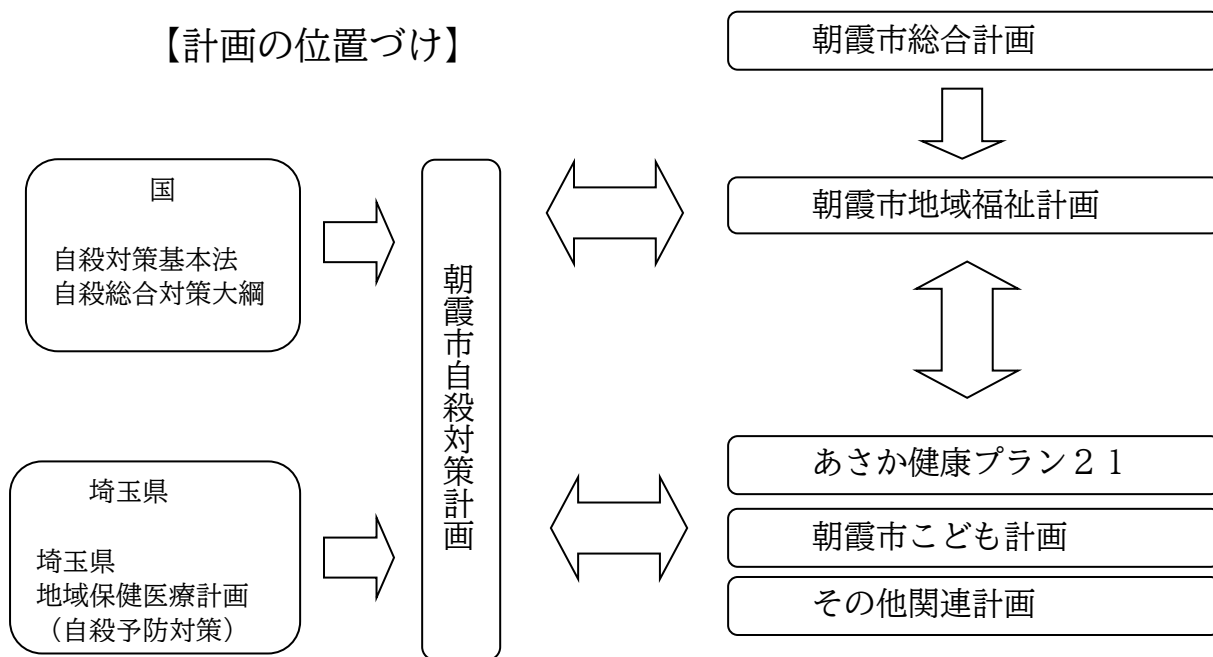 【計画の位置づけ】
朝霞市総合計画
国
自殺対策基本法
自殺総合対策大綱
朝霞市自殺対策計画
朝霞市地域福祉計画
埼玉県
埼玉県
地域保健医療計画
（自殺予防対策）
あさか健康プラン２１
朝霞市こども計画
その他関連計画